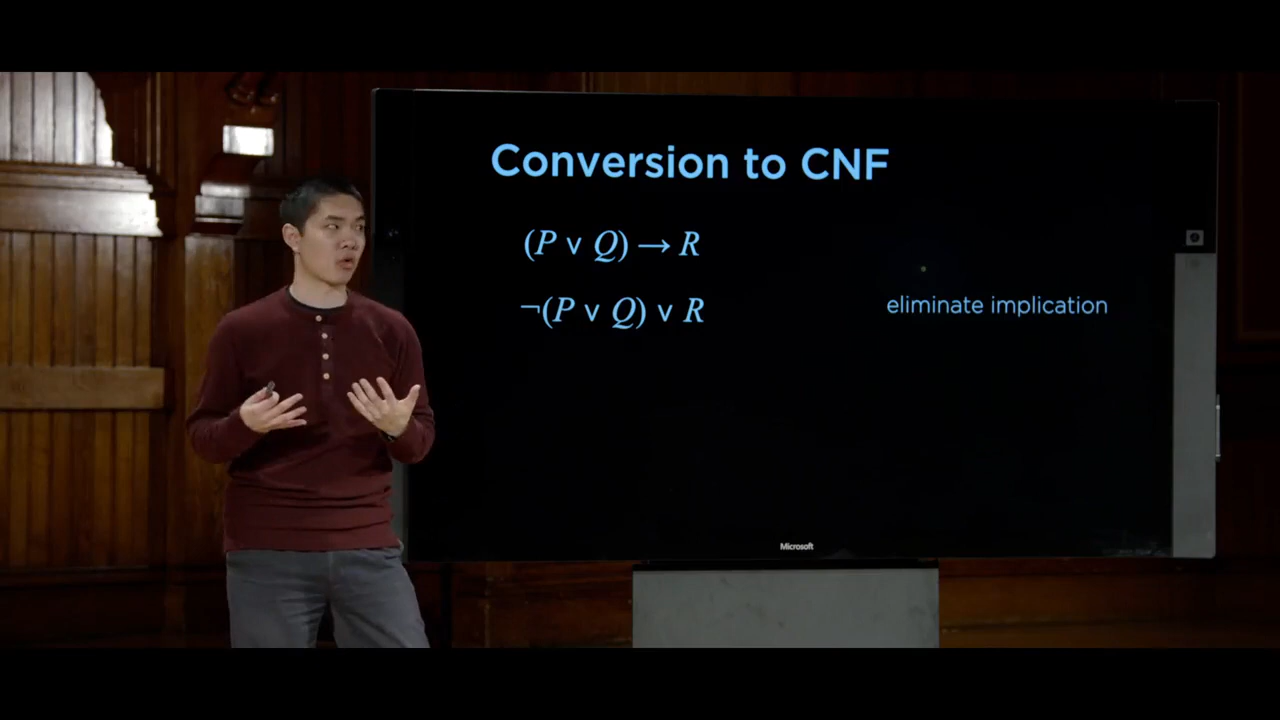 Conversion to CNF
(P ∨ Q) → R
¬(P ∨ Q) ∨ R
eliminate implication
Microsoft